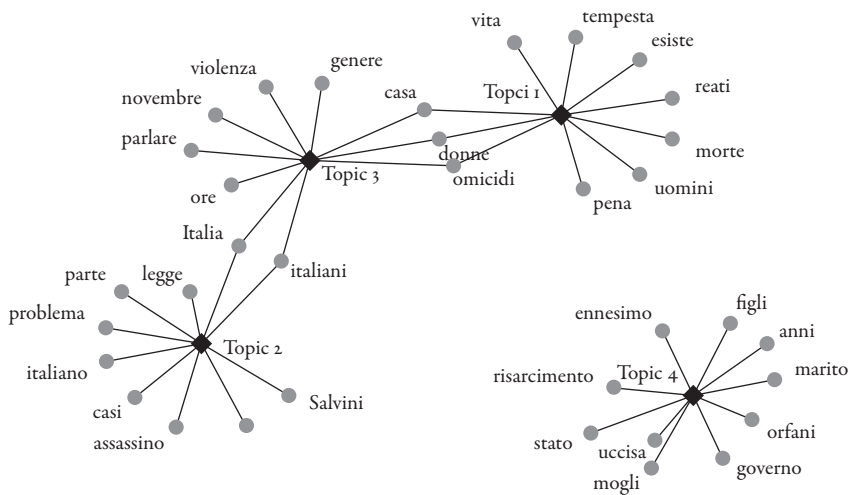 vita
tempesta
esiste
genere
violenza
casa
Topci 1
reati
novembre
parlare
donne
morte
Topic 3
omicidi
ore
uomini
pena
Italia
italiani
parte
legge
problema
ennesimo
figli
anni
Topic 2
italiano
risarcimento
Topic 4
marito
casi
Salvini
assassino
stato
uccisa
orfani
mogli
governo